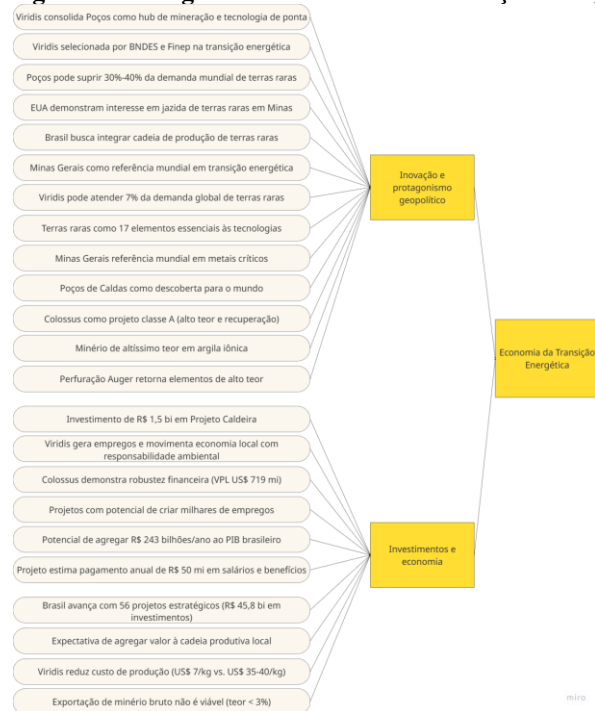 Viridis consolida Poços como hub de mineração e tecnologia de ponta
Viridis selecionada por BNDES e Finep na transição energética
Poços pode suprir 30%-40% da demanda mundial de terras raras
EUA demonstram interesse em jazida de terras raras em Minas
Brasil busca integrar cadeia de produção de terras raras
Minas Gerais como referência mundial em transição energética
Viridis pode atender 7% da demanda global de terras raras
Terras raras como 17 elementos essenciais às tecnologias
Minas Gerais referência mundial em metais críticos
Poços de Caldas como descoberta para o mundo
Colossus como projeto classe A (alto teor e recuperação)
Minério de altíssimo teor em argila iônica
Perfuração Auger retorna elementos de alto teor
Inovação e
protagonismo
geopolítico
Economia da Transição
Energética
Investimento de R$ 1,5 bi em Projeto Caldeira
Viridis gera empregos e movimenta economia local com
responsabilidade ambiental
Colossus demonstra robustez financeira (VPL US$ 719 mi)
Projetos com potencial de criar milhares de empregos
Potencial de agregar R$ 243 bilhões/ano ao PIB brasileiro
Projeto estima pagamento anual de R$ 50 mi em salários e benefícios
Brasil avança com 56 projetos estratégicos (R$ 45,8 bi em
investimentos)
Expectativa de agregar valor à cadeia produtiva local
Viridis reduz custo de produção (US$ 7/kg vs. US$ 35-40/kg)
Exportação de minério bruto não é viável (teor < 3%)
Investimentos e
economia
miro